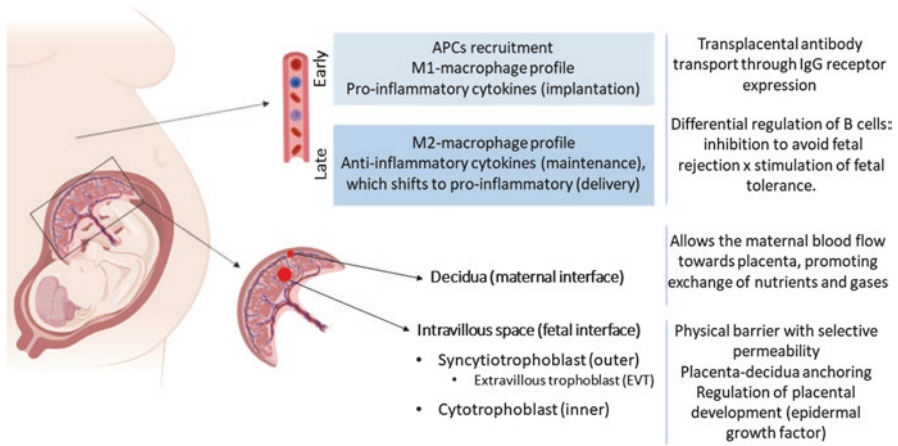 Early
APCs recruitment
M1-macrophage profile
Pro-inflammatory cytokines (implantation)
Late
M2-macrophage profile
Anti-inflammatory cytokines (maintenance),
which shifts to pro-inflammatory (delivery)
Transplacental antibody
transport through IgG receptor
expression
Differential regulation of B cells:
inhibition to avoid fetal
rejection x stimulation of fetal
tolerance.
Decidua (maternal interface)
Allows the maternal blood flow
towards placenta, promoting
exchange of nutrients and gases
Intravillous space (fetal interface)
• Syncytiotrophoblast (outer)
• Extravillous trophoblast (EVT)
• Cytotrophoblast (inner)
Physical barrier with selective
permeability
Placenta-decidua anchoring
Regulation of placental
development (epidermal
growth factor)